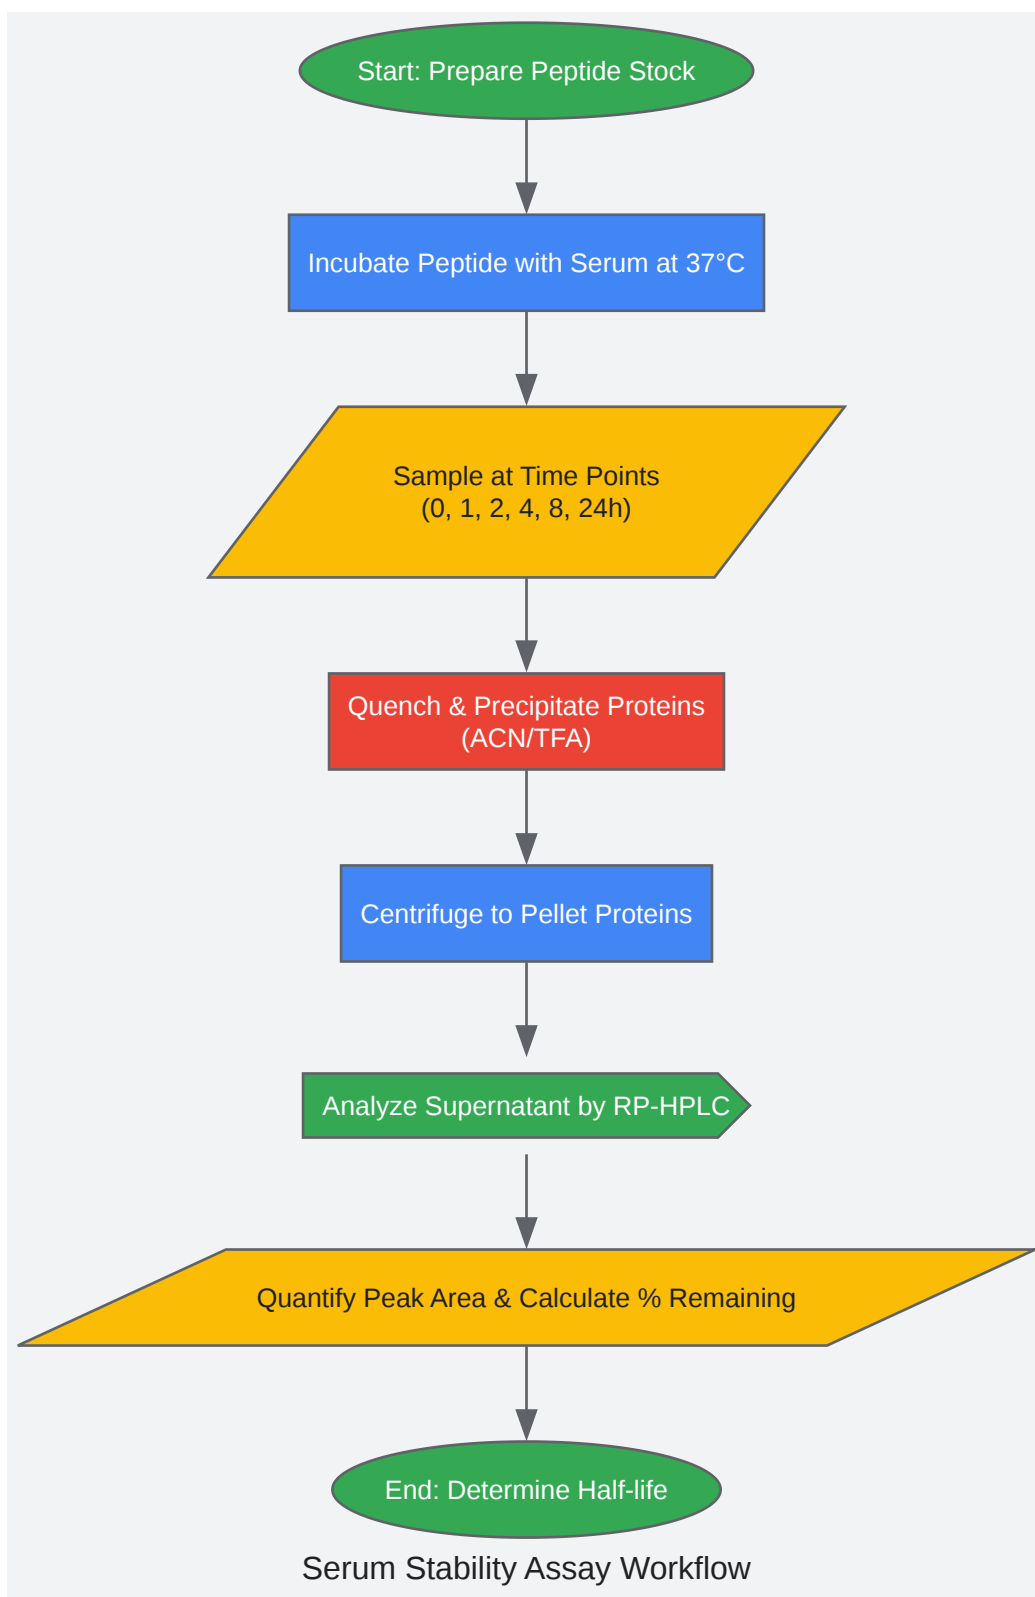 Start: Prepare Peptide Stock
Incubate Peptide with Serum at 37°C
Sample at Time Points
(0, 1, 2, 4, 8, 24h)
Quench & Precipitate Proteins
(ACN/TFA)
Centrifuge to Pellet Proteins
Analyze Supernatant by RP-HPLC
Quantify Peak Area & Calculate % Remaining
End: Determine Half-life
Serum Stability Assay Workflow